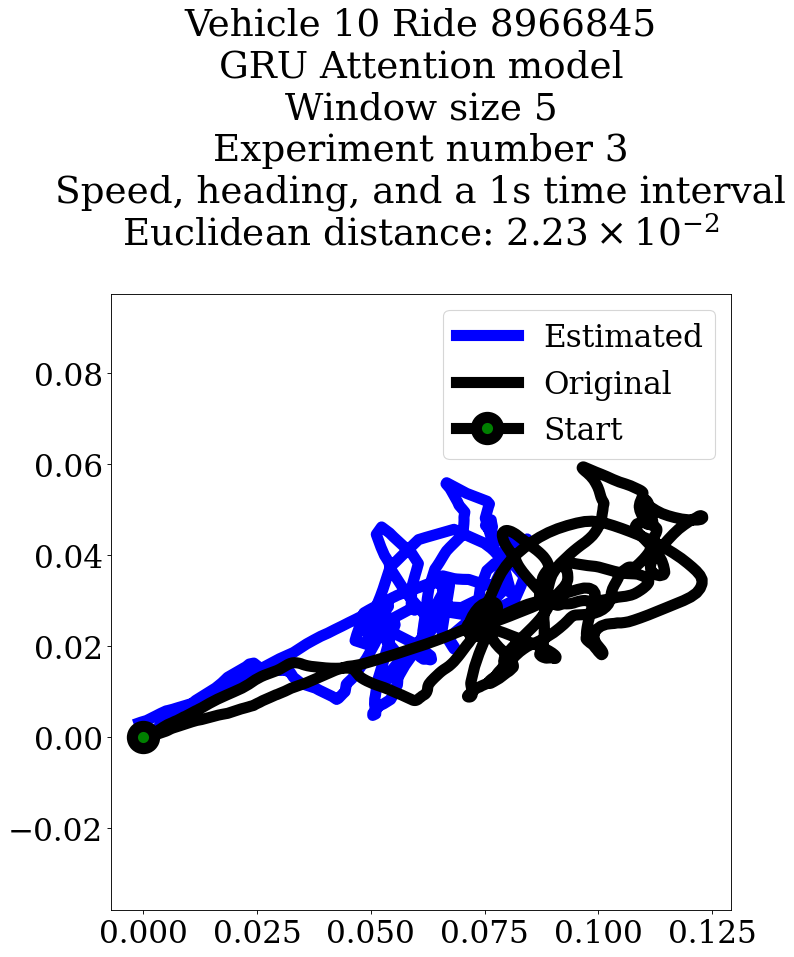 Vehicle 10 Ride 8966845
GRU Attention model
Window size 5
Experiment number 3
Speed, heading, and a 1s time interval
Euclidean distance: 2.23 × 10⁻²
Estimated
Original
Start
0.08
0.06
0.04
0.02
0.00
−0.02
0.000 0.025 0.050 0.075 0.100 0.125